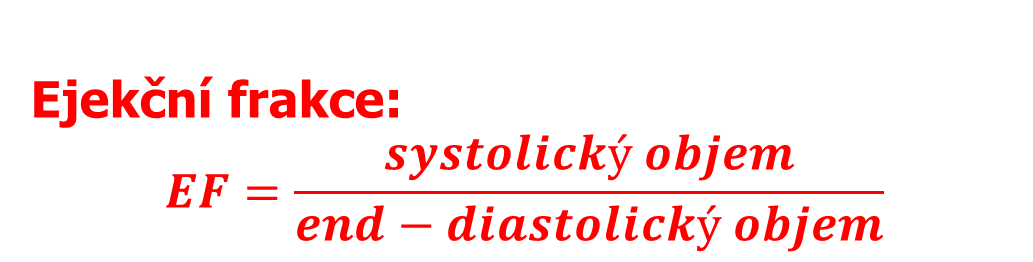 Ejekční frakce:
EF = systolický objem
end − diastolický objem